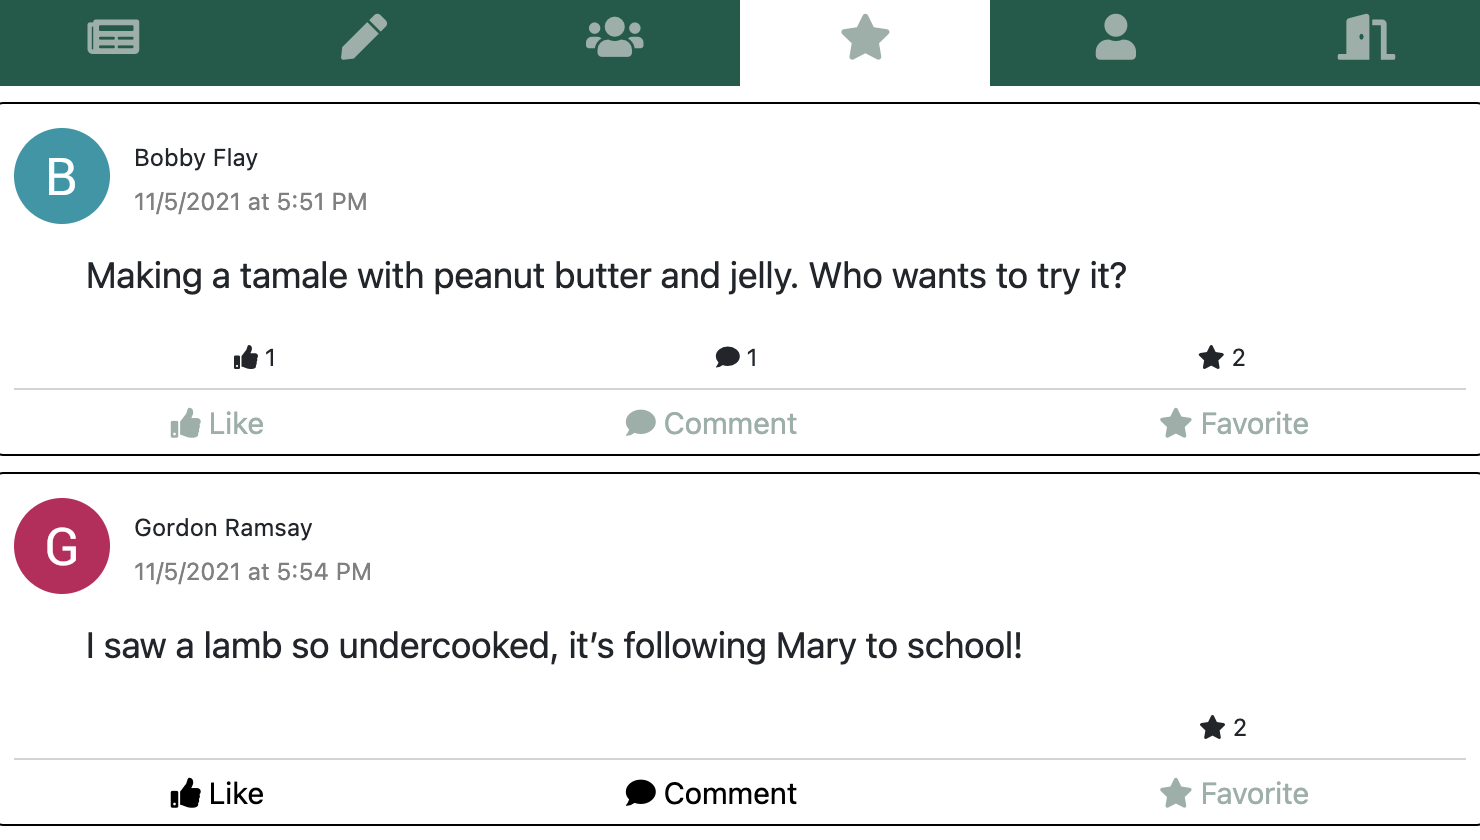 B
Bobby Flay
11/5/2021 at 5:51 PM
Making a tamale with peanut butter and jelly. Who wants to try it?
1 1 2
Like Comment Favorite
G
Gordon Ramsay
11/5/2021 at 5:54 PM
I saw a lamb so undercooked, it’s following Mary to school!
2
Like Comment Favorite